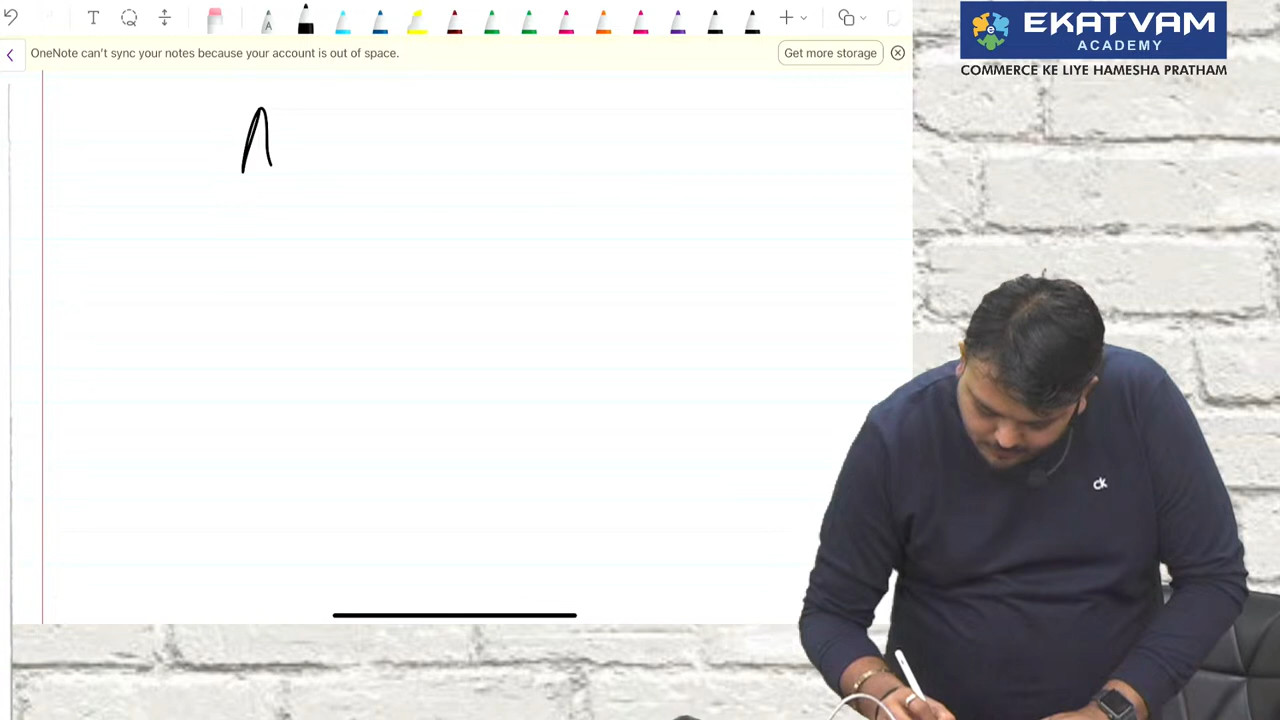 EKATVAM
ACADEMY
COMMERCE KE LIYE HAMESHA PRATHAM
T
A
OneNote can't sync your notes because your account is out of space.
Get more storage
e
ck